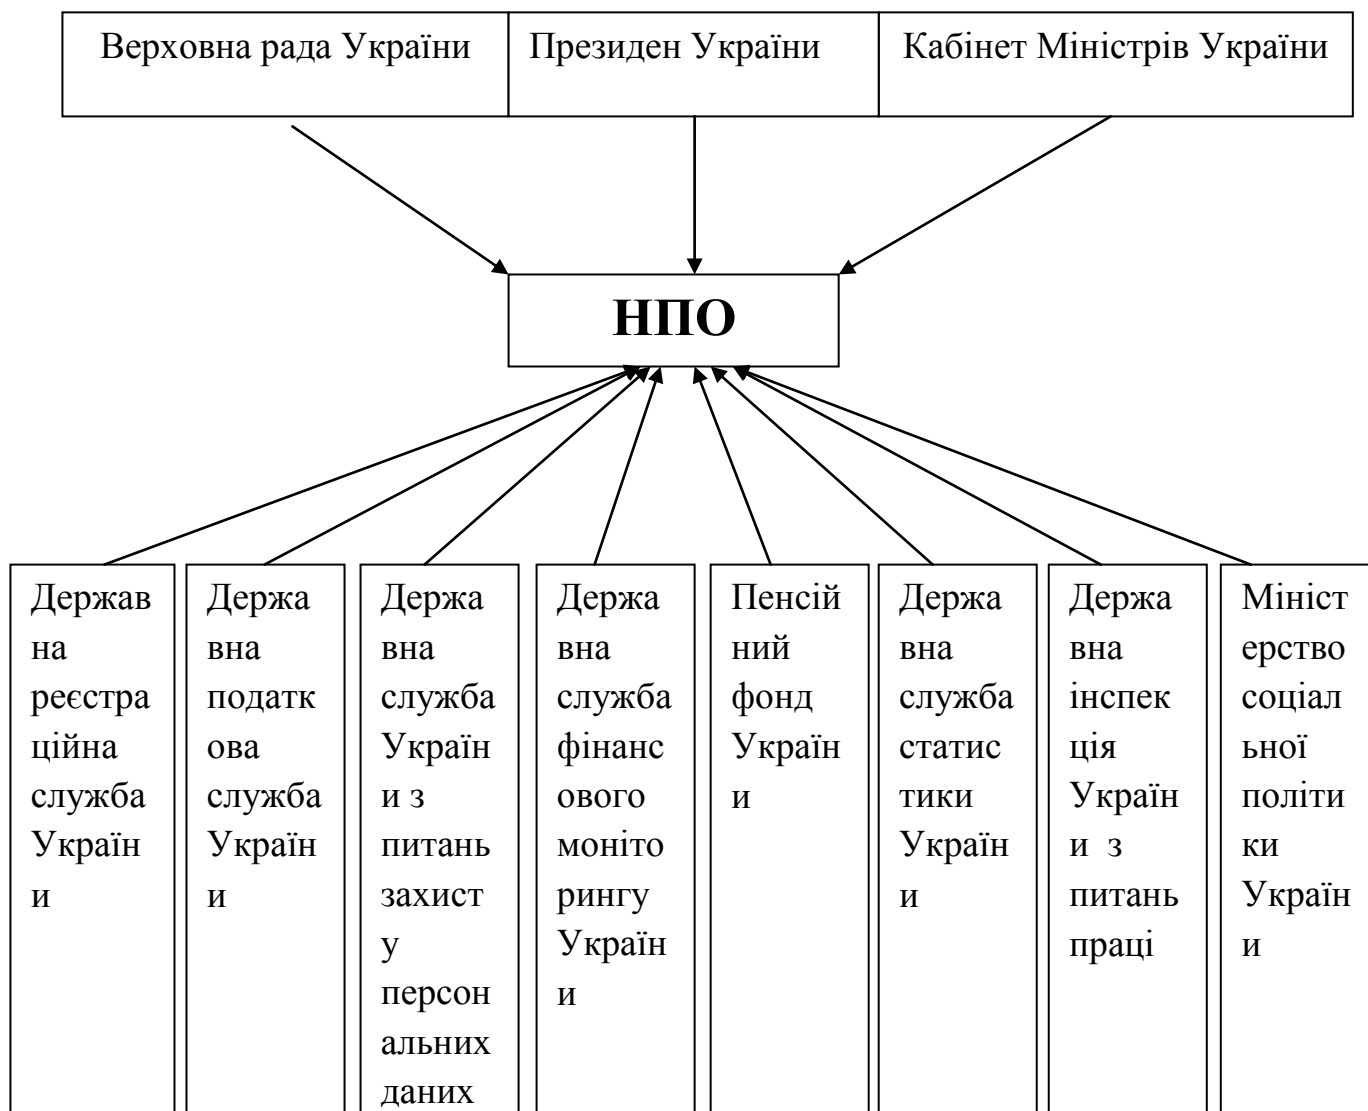 Верховна рада України
Президен України
Кабінет Міністрів України
НПО
Держав
на
реєстра
ційна
служба
Україн
и
Держа
вна
податк
ова
служба
Україн
и
Держа
вна
служба
Україн
и з
питань
захист
у
персон
альних
даних
Держа
вна
служба
фінанс
ового
моніто
рингу
Україн
и
Пенсій
ний
фонд
Україн
и
Держа
вна
служба
статис
тики
Україн
и
Держа
вна
інспек
ція
Україн
и з
питань
праці
Мініст
ерство
соціал
ьної
політи
ки
Україн
и